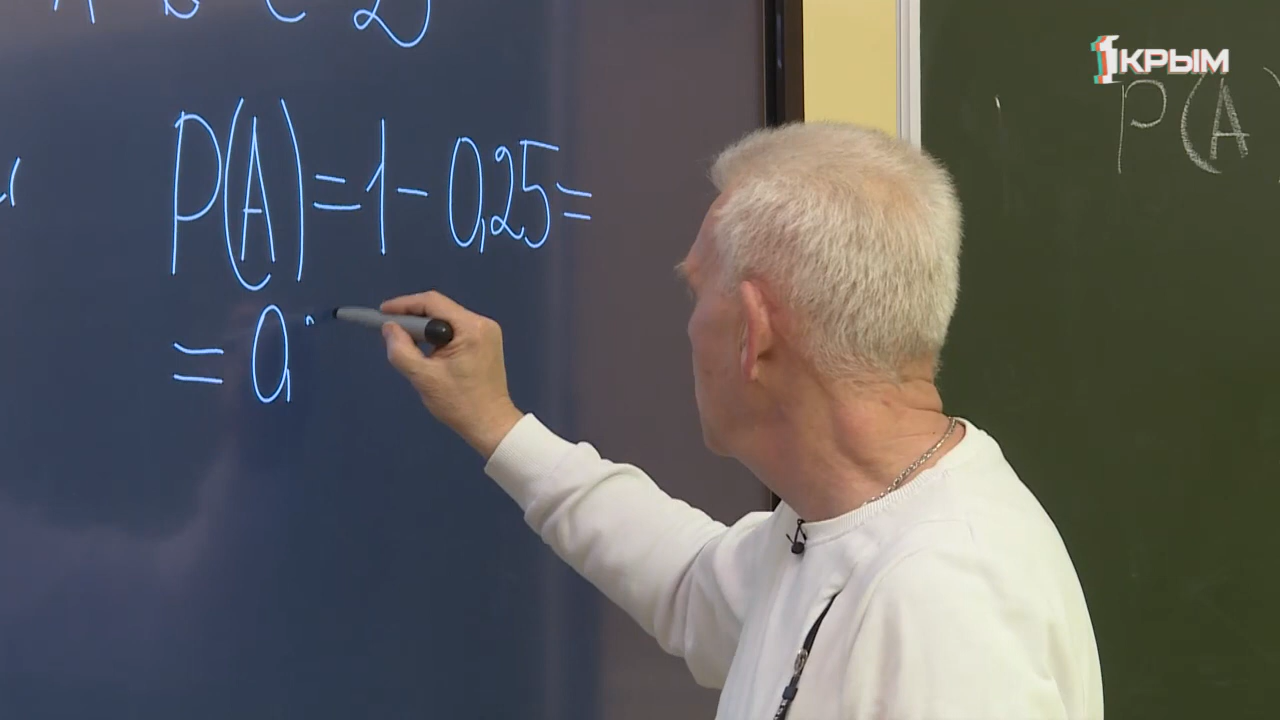 A B C D
P(A) = 1 - 0,25 =
= 0,
1КРЫМ
P(A)